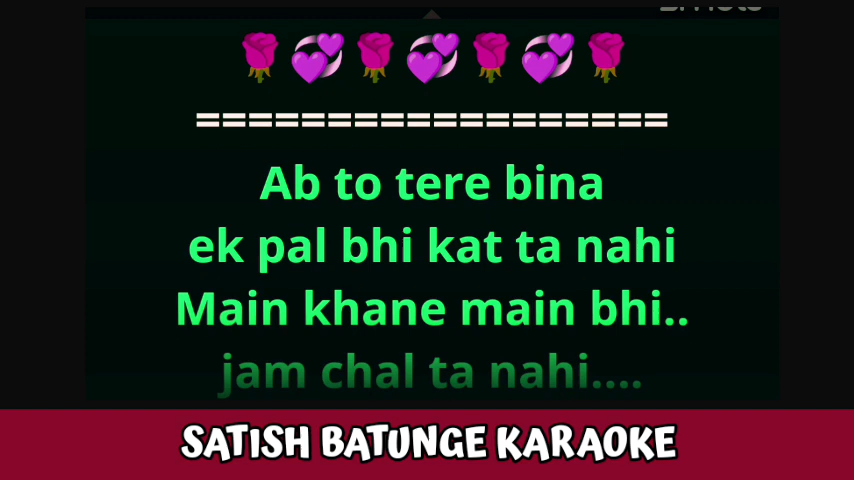 ===================
Ab to tere bina
ek pal bhi kat ta nahi
Main khane main bhi..
jam chal ta nahi....
SATISH BATUNGE KARAOKE